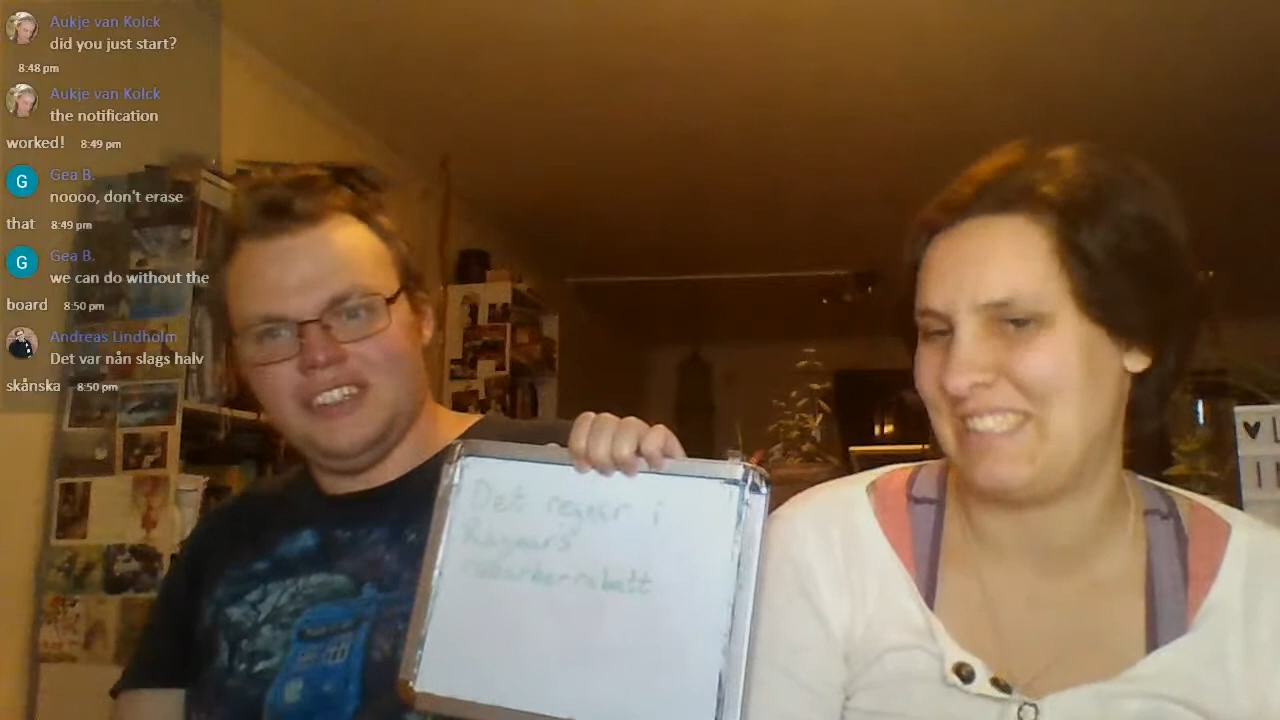 Aukje van Kolck
did you just start?
8:48 pm
Aukje van Kolck
the notification
worked! 8:49 pm
G
Gea B.
noooo, don't erase
that 8:49 pm
G
Gea B.
we can do without the
board 8:50 pm
Andreas Lindholm
Det var nån slags halv
skånska 8:50 pm
Det regnar i
Ragnars
rabarberrabatt